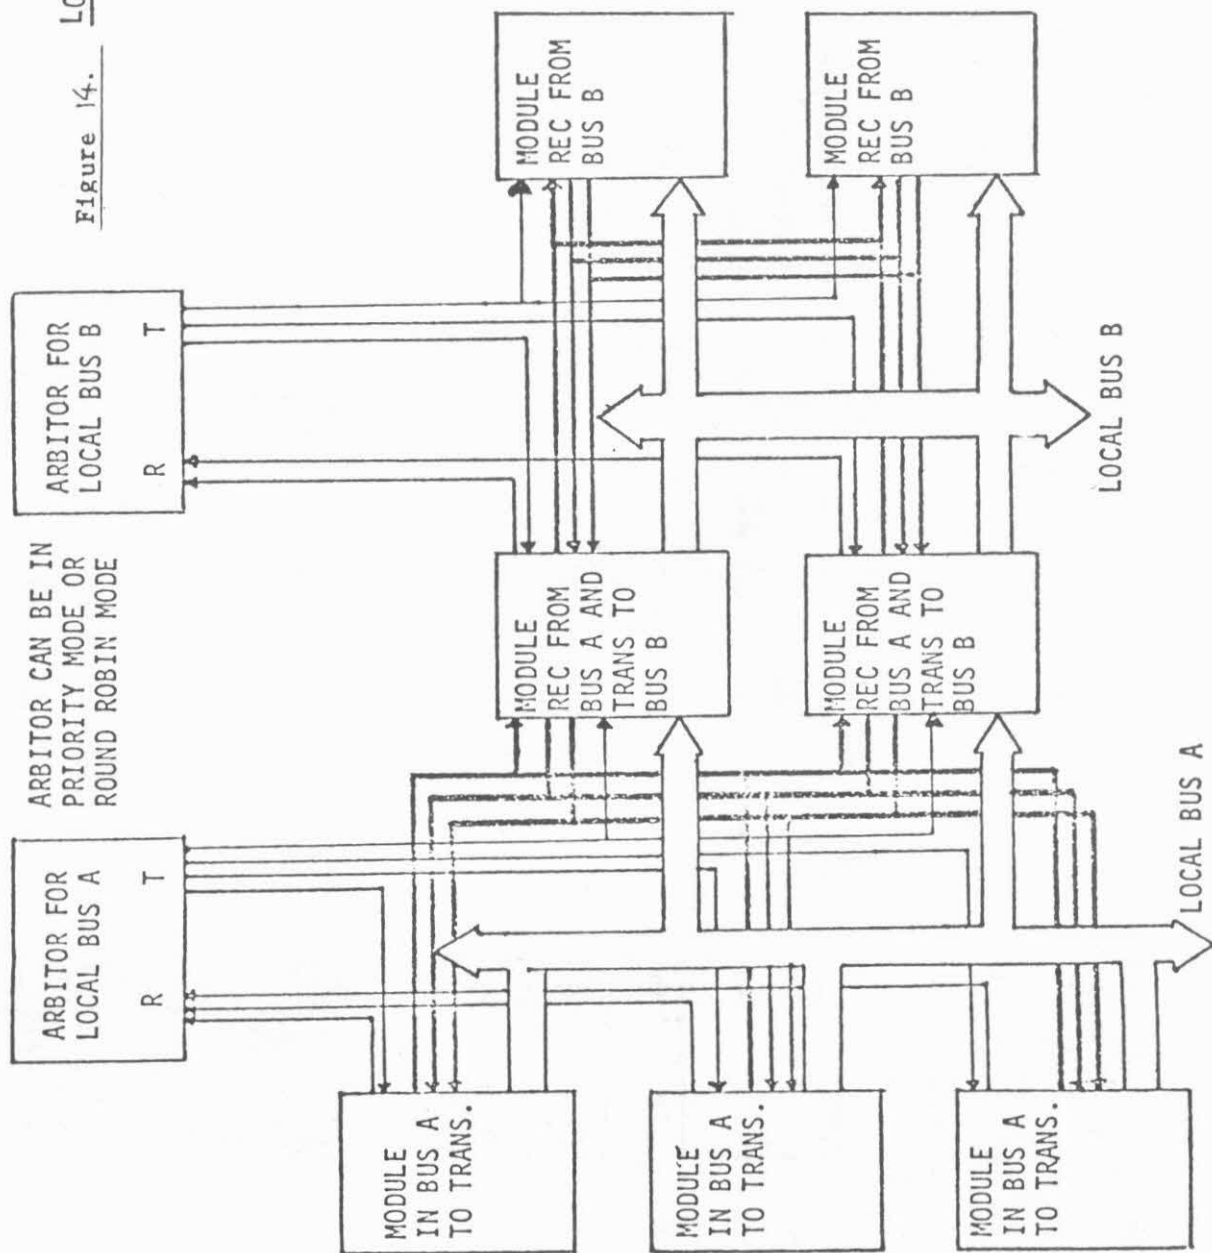 ARBITOR FOR
LOCAL BUS A
R T
ARBITOR CAN BE IN
PRIORITY MODE OR
ROUND ROBIN MODE
ARBITOR FOR
LOCAL BUS B
R T
Figure 14. LO
MODULE
IN BUS A
TO TRANS.
MODULE
REC FROM
BUS A AND
TRANS TO
BUS B
MODULE
REC FROM
BUS B
MODULE
IN BUS A
TO TRANS.
MODULE
REC FROM
BUS A AND
TRANS TO
BUS B
MODULE
REC FROM
BUS B
MODULE
IN BUS A
TO TRANS.
LOCAL BUS A
LOCAL BUS B